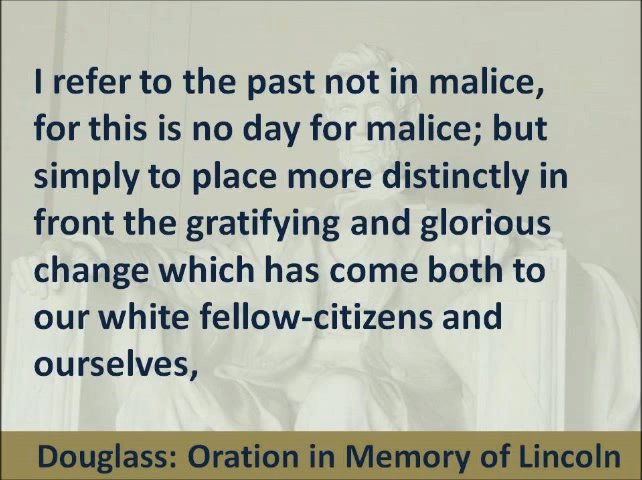 I refer to the past not in malice,
for this is no day for malice; but
simply to place more distinctly in
front the gratifying and glorious
change which has come both to
our white fellow-citizens and
ourselves,
Douglass: Oration in Memory of Lincoln